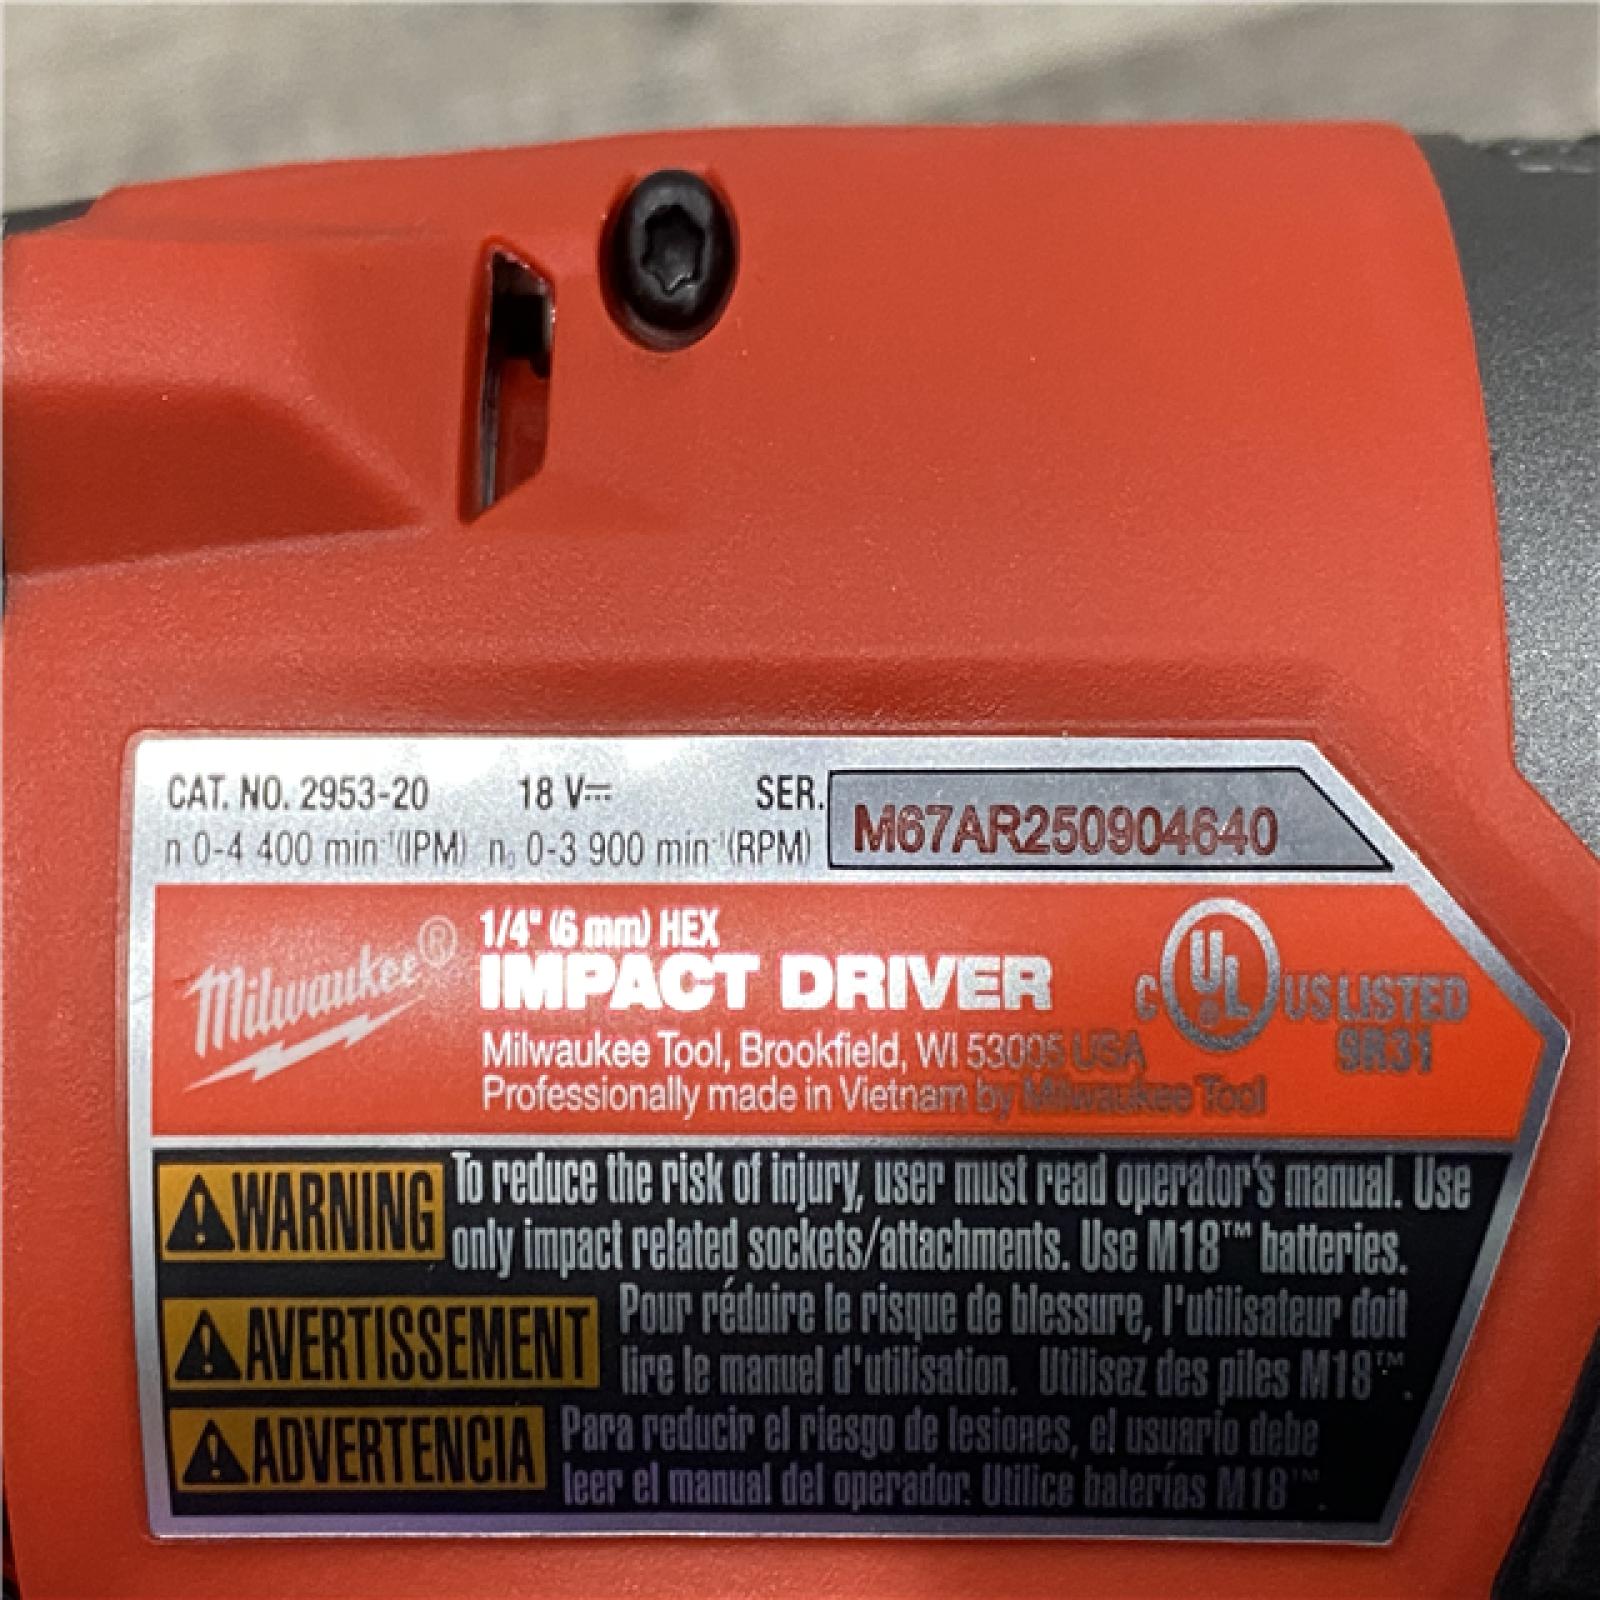 CAT. NO. 2953-20 18 V⎓ SER. M67AR250904640
n 0-4 400 min⁻¹(IPM) n₀ 0-3 900 min⁻¹(RPM)
Milwaukee®
1/4" (6 mm) HEX
IMPACT DRIVER
Milwaukee Tool, Brookfield, WI 53005 USA
Professionally made in Vietnam by Milwaukee Tool
C UL® US LISTED
9R31
WARNING To reduce the risk of injury, user must read operator's manual. Use
only impact related sockets/attachments. Use M18™ batteries.
AVERTISSEMENT Pour réduire le risque de blessure, l'utilisateur doit
lire le manuel d'utilisation. Utilisez des piles M18™.
ADVERTENCIA Para reducir el riesgo de lesiones, el usuario debe
leer el manual del operador. Utilice baterías M18™.